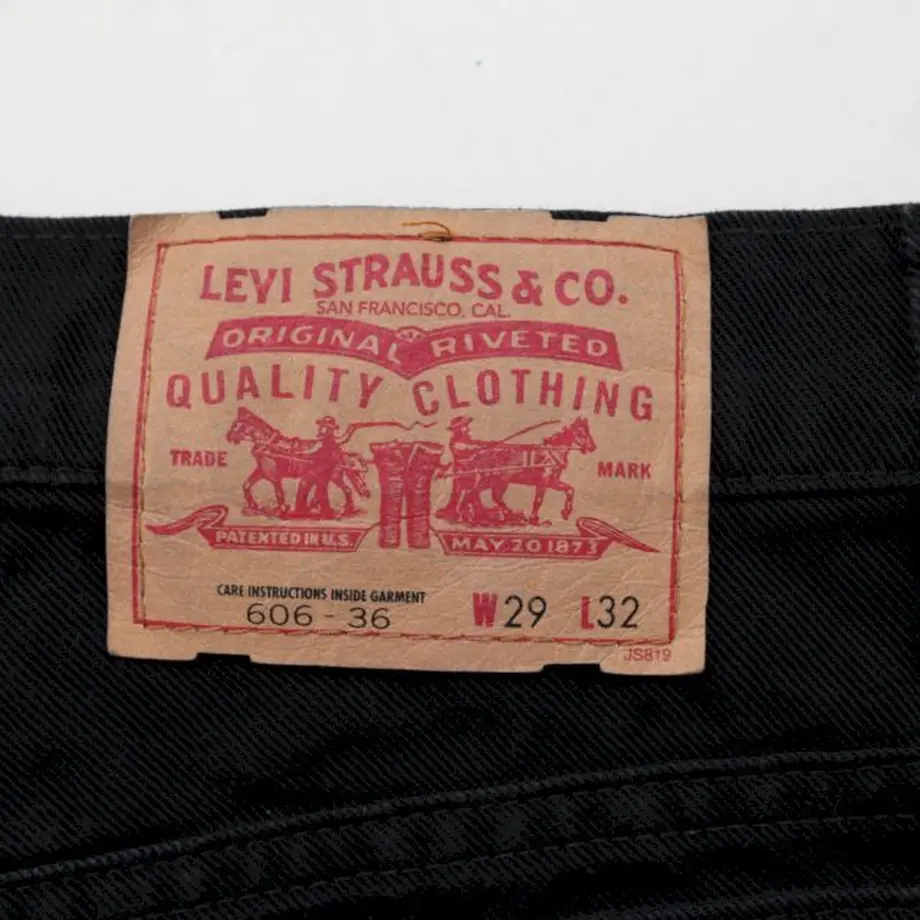 LEVI STRAUSS & CO.
SAN FRANCISCO, CAL.
ORIGINAL RIVETED
QUALITY CLOTHING
TRADE MARK
PATENTED IN U.S. MAY 20 1873
CARE INSTRUCTIONS INSIDE GARMENT
606 - 36 W29 L32
JS819